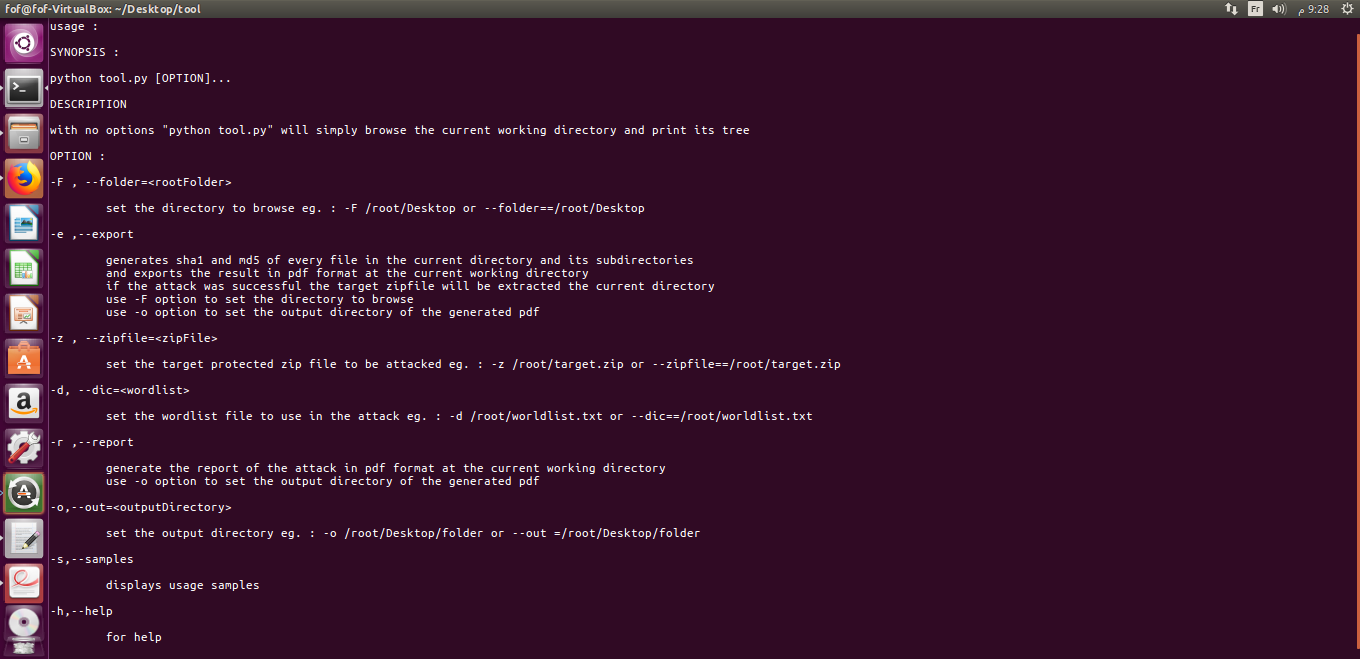 fof@fof-VirtualBox: ~/Desktop/tool
Fr
م 9:28
usage :
SYNOPSIS :
python tool.py [OPTION]...
DESCRIPTION
with no options "python tool.py" will simply browse the current working directory and print its tree
OPTION :
-F , --folder=<rootFolder>
set the directory to browse eg. : -F /root/Desktop or --folder==/root/Desktop
-e ,--export
generates sha1 and md5 of every file in the current directory and its subdirectories
and exports the result in pdf format at the current working directory
if the attack was successful the target zipfile will be extracted the current directory
use -F option to set the directory to browse
use -o option to set the output directory of the generated pdf
-z , --zipfile=<zipFile>
set the target protected zip file to be attacked eg. : -z /root/target.zip or --zipfile==/root/target.zip
-d, --dic=<wordlist>
set the wordlist file to use in the attack eg. : -d /root/worldlist.txt or --dic==/root/worldlist.txt
-r ,--report
generate the report of the attack in pdf format at the current working directory
use -o option to set the output directory of the generated pdf
-o,--out=<outputDirectory>
set the output directory eg. : -o /root/Desktop/folder or --out =/root/Desktop/folder
-s,--samples
displays usage samples
-h,--help
for help